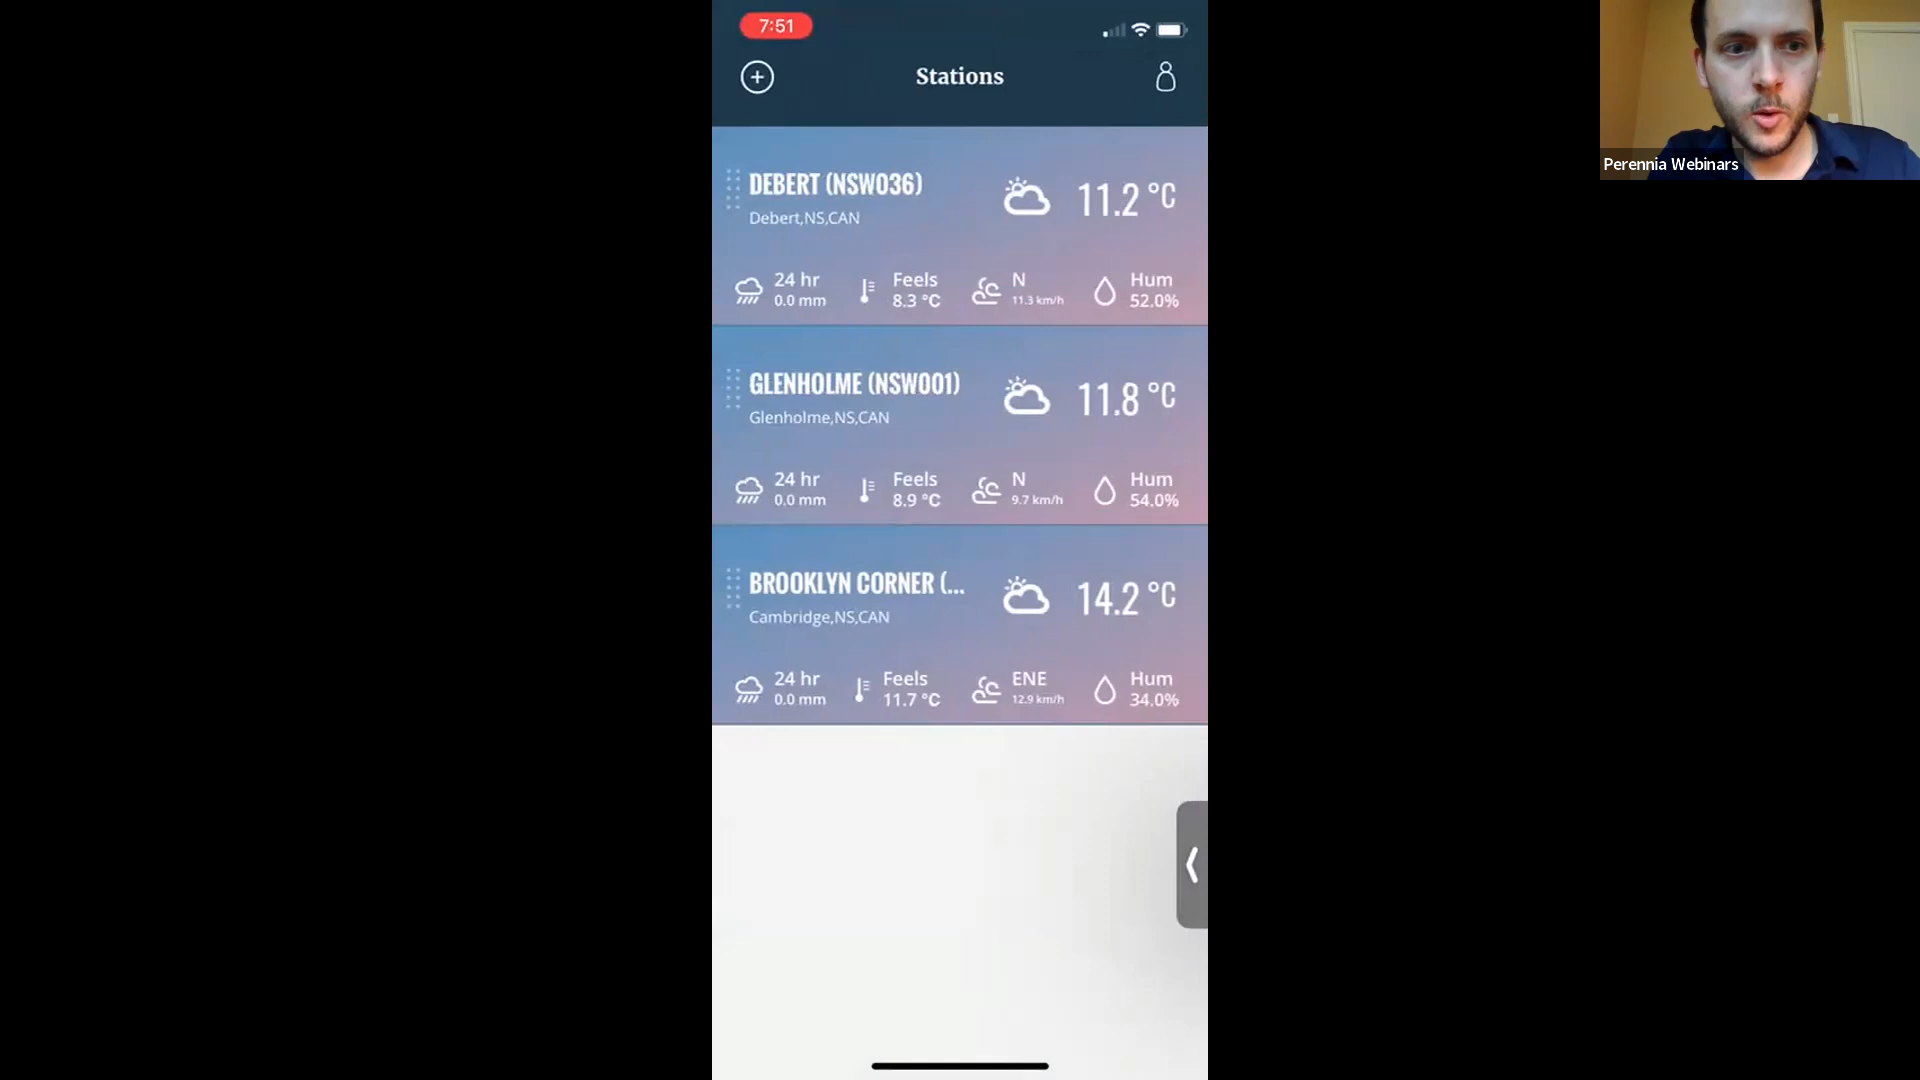 7:51
Stations
DEBERT (NSW036)
Debert,NS,CAN
11.2 °C
24 hr
0.0 mm
Feels
8.3 °C
N
11.3 km/h
Hum
52.0%
GLENHOLME (NSW001)
Glenholme,NS,CAN
11.8 °C
24 hr
0.0 mm
Feels
8.9 °C
N
9.7 km/h
Hum
54.0%
BROOKLYN CORNER (...
Cambridge,NS,CAN
14.2 °C
24 hr
0.0 mm
Feels
11.7 °C
ENE
12.9 km/h
Hum
34.0%
Perennia Webinars